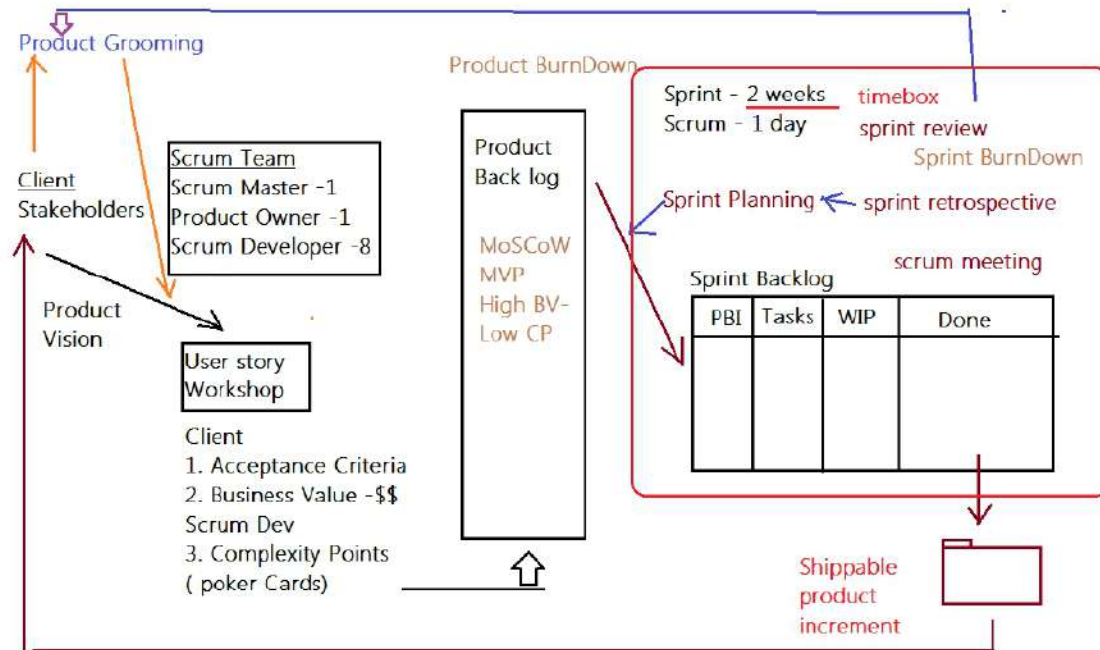 Product Grooming
Client
Stakeholders
Product
Vision
Scrum Team
Scrum Master -1
Product Owner -1
Scrum Developer -8
User story
Workshop
Client
1. Acceptance Criteria
2. Business Value -$$
Scrum Dev
3. Complexity Points
( poker Cards)
Product BurnDown
Product
Back log
MoSCoW
MVP
High BV-
Low CP
Sprint - 2 weeks
timebox
Scrum - 1 day
sprint review
Sprint BurnDown
Sprint Planning
sprint retrospective
scrum meeting
Sprint Backlog
PBI
Tasks
WIP
Done
Shippable
product
increment